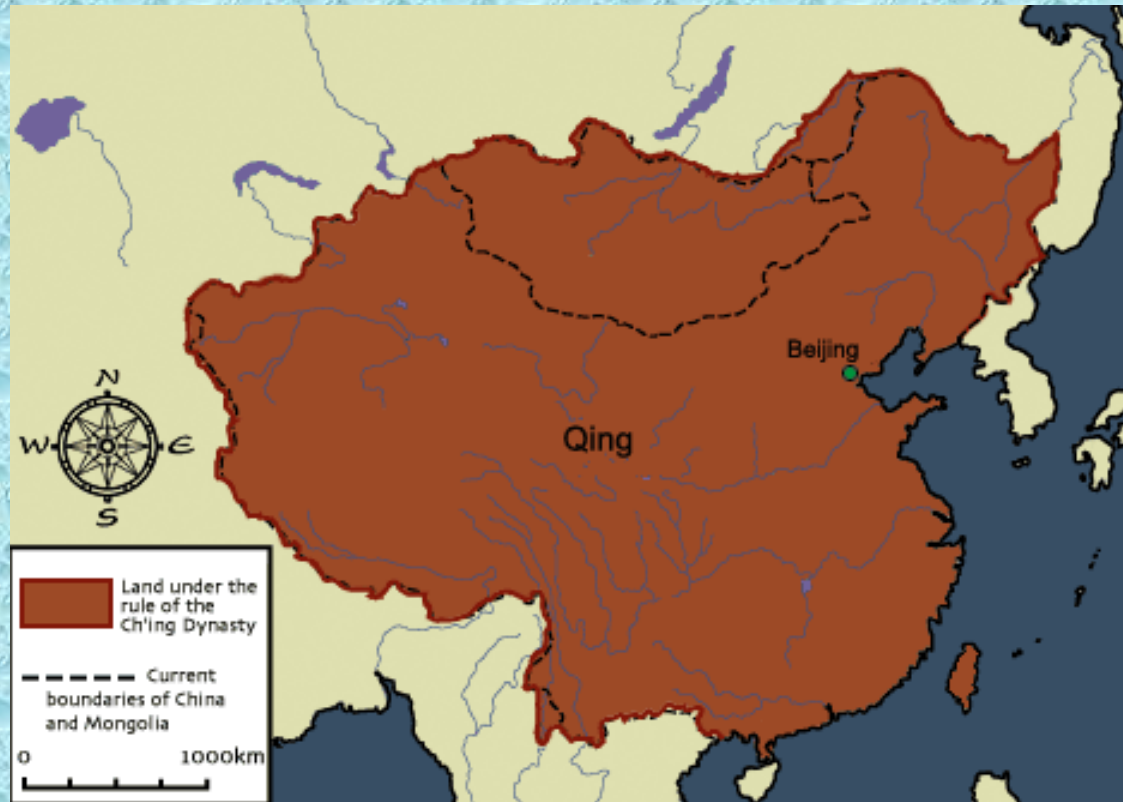 Beijing
N
W E
Qing
S
Land under the
rule of the
Ch'ing Dynasty
Current
boundaries of China
and Mongolia
0 1000km